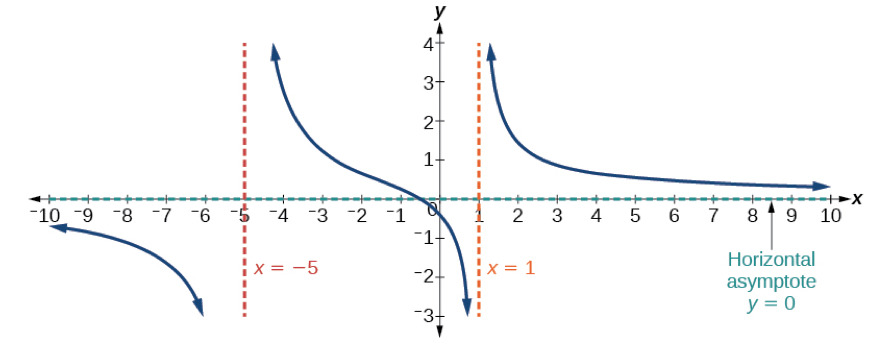 y
4
3
2
1
−10 −9 −8 −7 −6 −5 −4 −3 −2 −1 0 1 2 3 4 5 6 7 8 9 10 x
−1
−2
−3
x = −5
x = 1
Horizontal
asymptote
y = 0